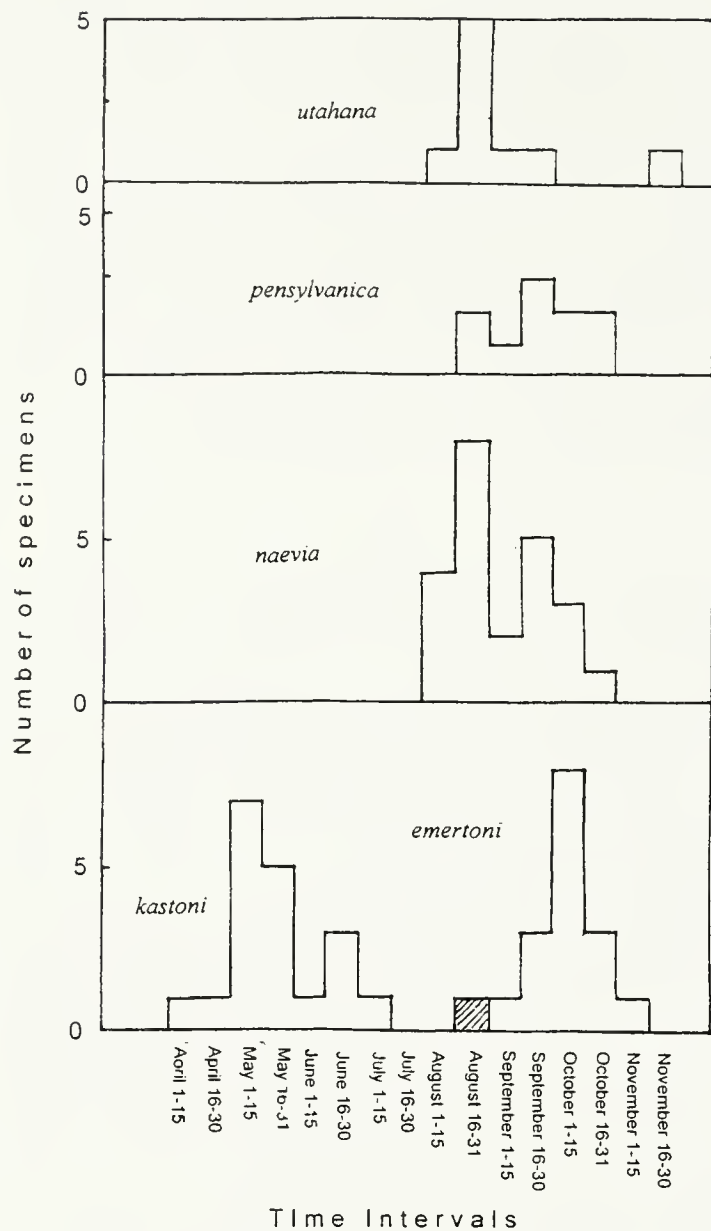 5
utahana
0
5
pensylvanica
0
Number of specimens
5
naevia
0
emertoni
5
kastoni
0
Aoril 1-15
April 16-30
May 1-15
May 16-31
June 1-15
June 16-30
July 1-15
July 16-30
August 1-15
August 16-31
September 1-15
September 16-30
October 1-15
October 16-31
November 1-15
November 16-30
Time Intervals